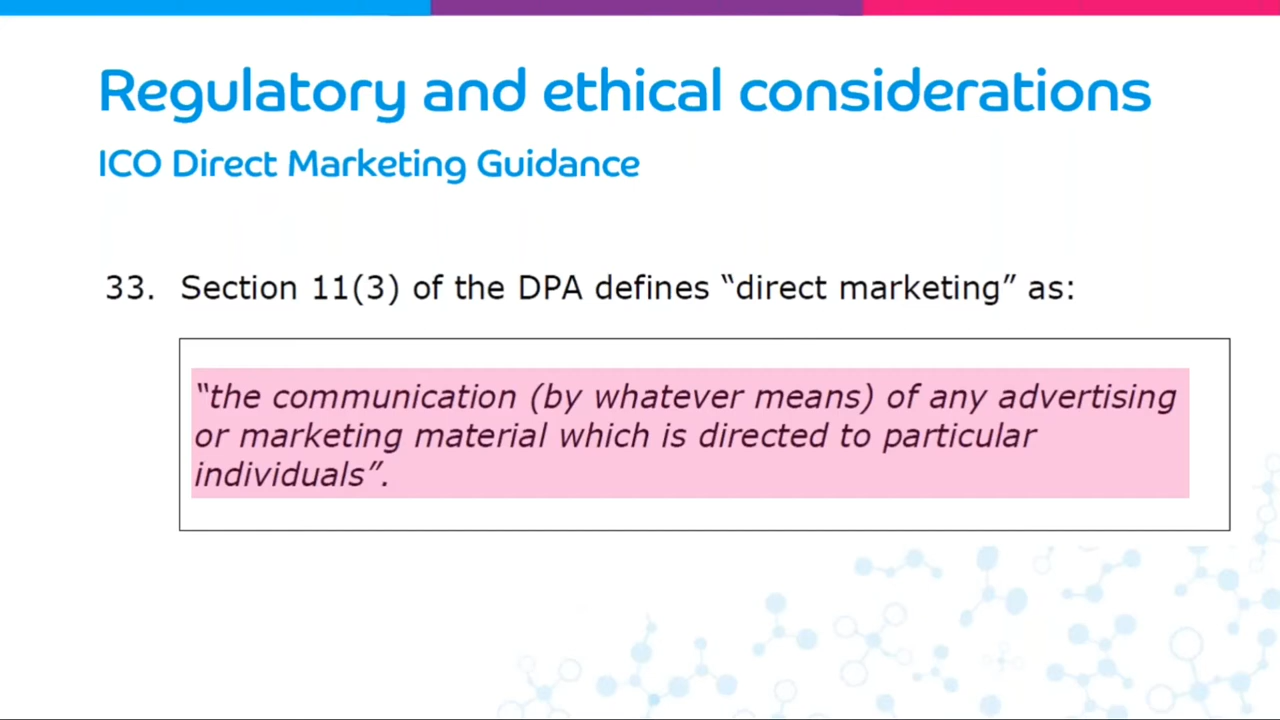 Regulatory and ethical considerations
ICO Direct Marketing Guidance
33. Section 11(3) of the DPA defines “direct marketing” as:
“the communication (by whatever means) of any advertising
or marketing material which is directed to particular
individuals”.